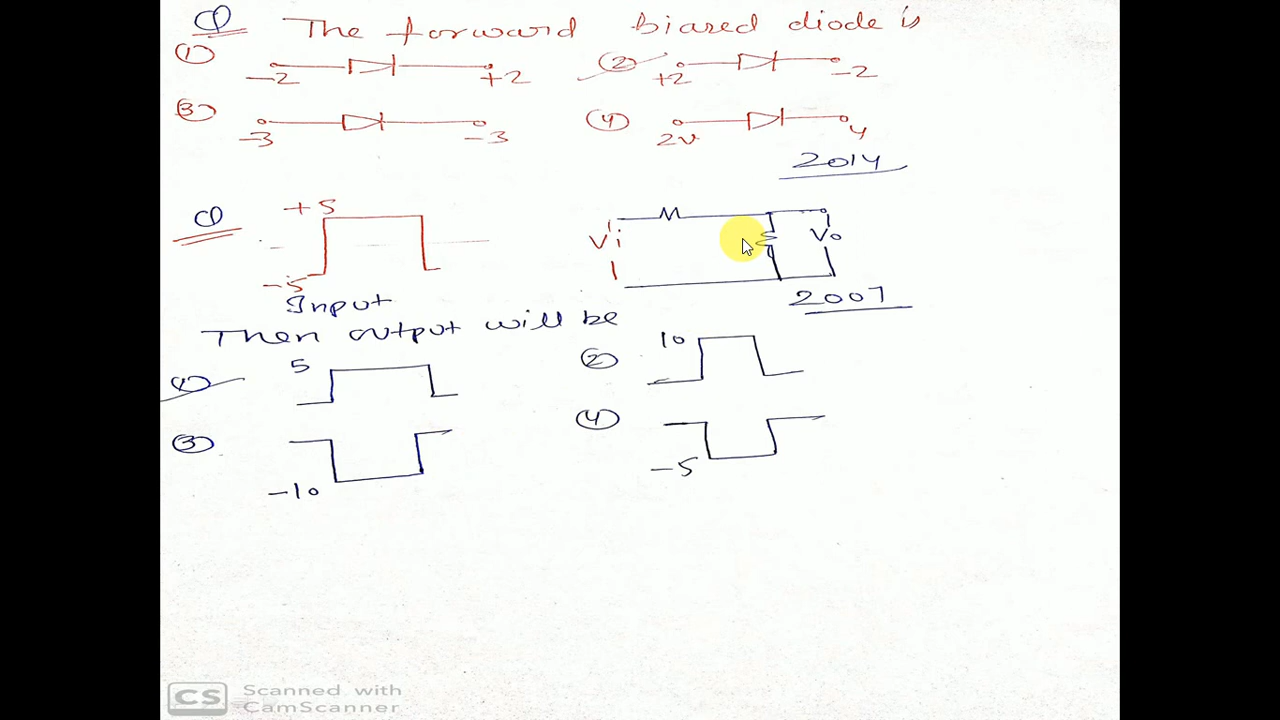 Q The forward biased diode is
① -2 +2 ② +2 -2
③ -3 -3 ④ 2v 4
2014
Q +5 -5 Vi Vo
Input 2007
Then output will be
① 5 ② 10
③ -10 ④ -5
CS Scanned with CamScanner